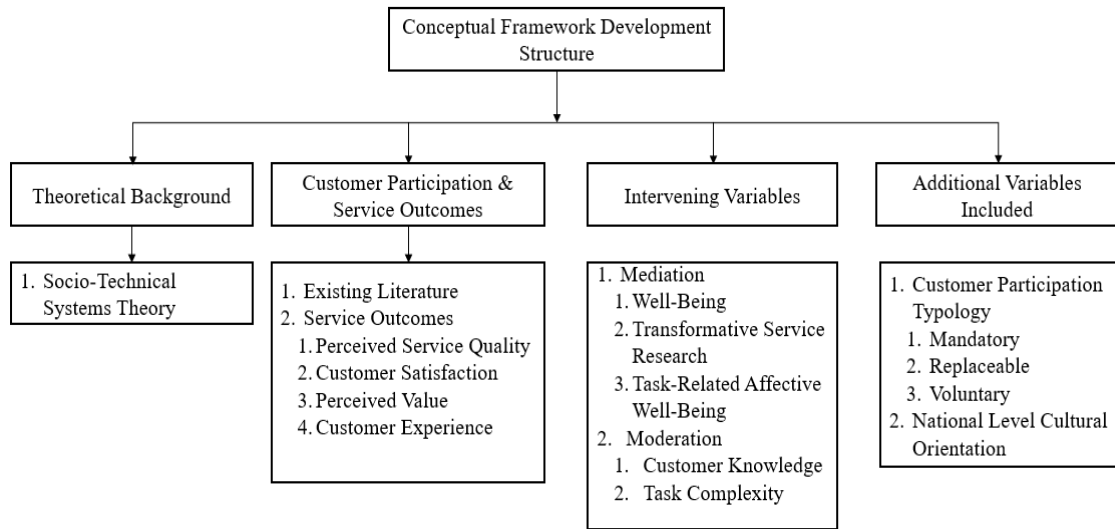 Conceptual Framework Development
Structure
Theoretical Background
Customer Participation &
Service Outcomes
Intervening Variables
Additional Variables
Included
1. Socio-Technical
Systems Theory
1. Existing Literature
2. Service Outcomes
1. Perceived Service Quality
2. Customer Satisfaction
3. Perceived Value
4. Customer Experience
1. Mediation
1. Well-Being
2. Transformative Service
Research
3. Task-Related Affective
Well-Being
2. Moderation
1. Customer Knowledge
2. Task Complexity
1. Customer Participation
Typology
1. Mandatory
2. Replaceable
3. Voluntary
2. National Level Cultural
Orientation